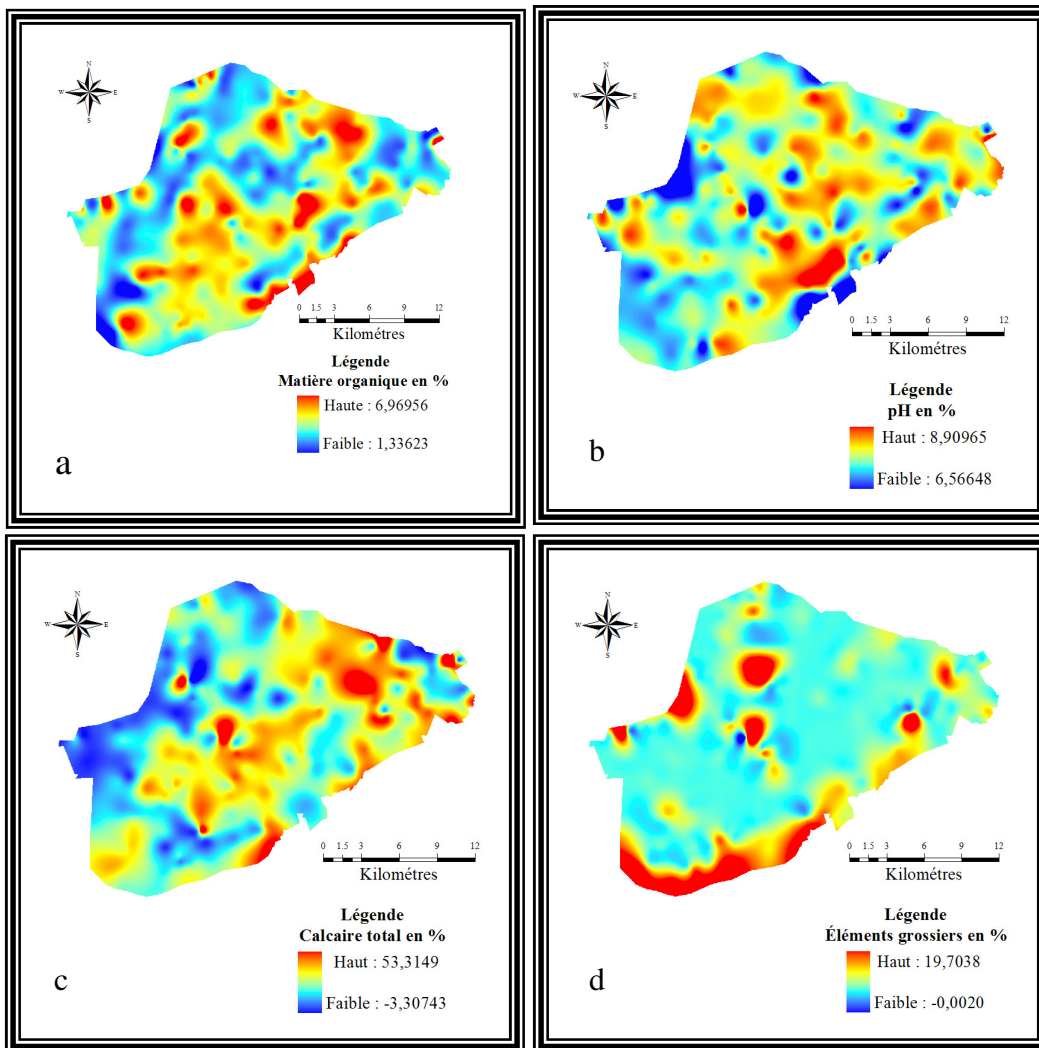 N
W E
S
0 1.5 3 6 9 12
Kilométres
Légende
Matière organique en %
Haute : 6,96956
Faible : 1,33623
a
N
W E
S
0 1.5 3 6 9 12
Kilométres
Légende
pH en %
Haut : 8,90965
Faible : 6,56648
b
N
W E
S
0 1.5 3 6 9 12
Kilométres
Légende
Calcaire total en %
Haut : 53,3149
Faible : -3,30743
c
N
W E
S
0 1.5 3 6 9 12
Kilométres
Légende
Éléments grossiers en %
Haut : 19,7038
Faible : -0,0020
d